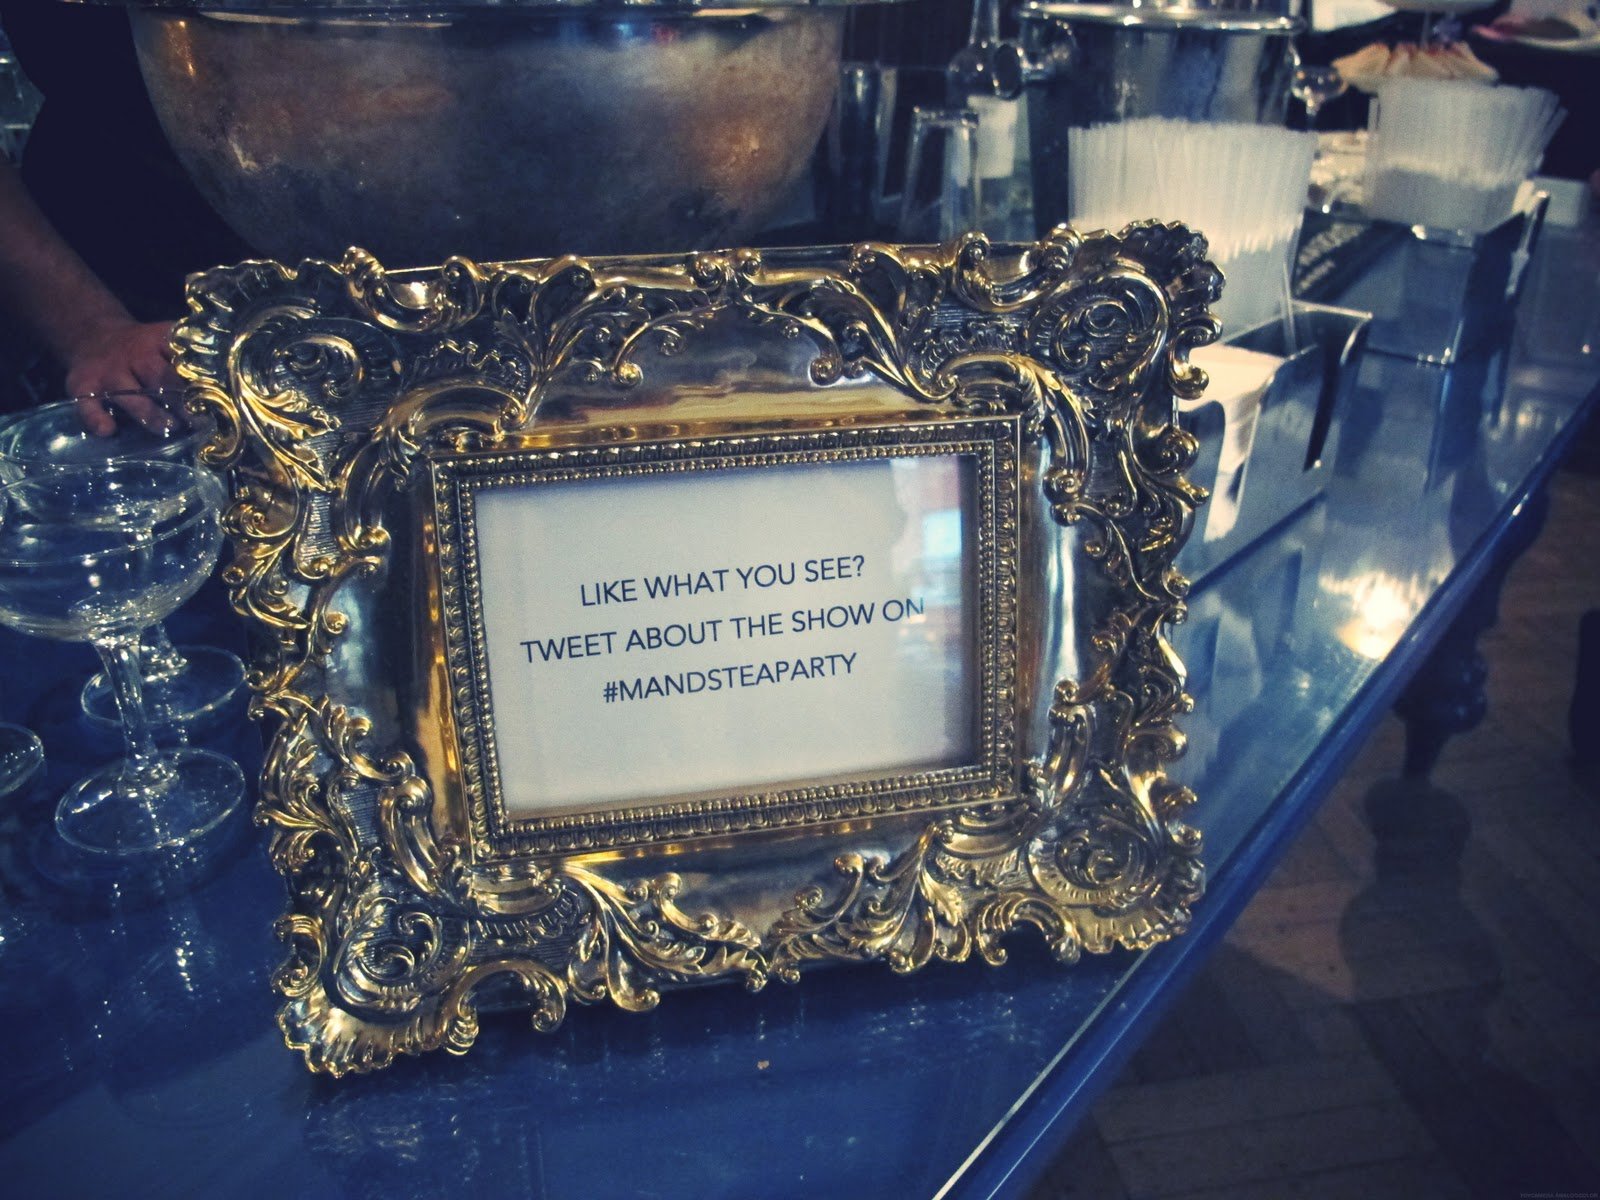 LIKE WHAT YOU SEE?
TWEET ABOUT THE SHOW ON
#MANDSTEAPARTY